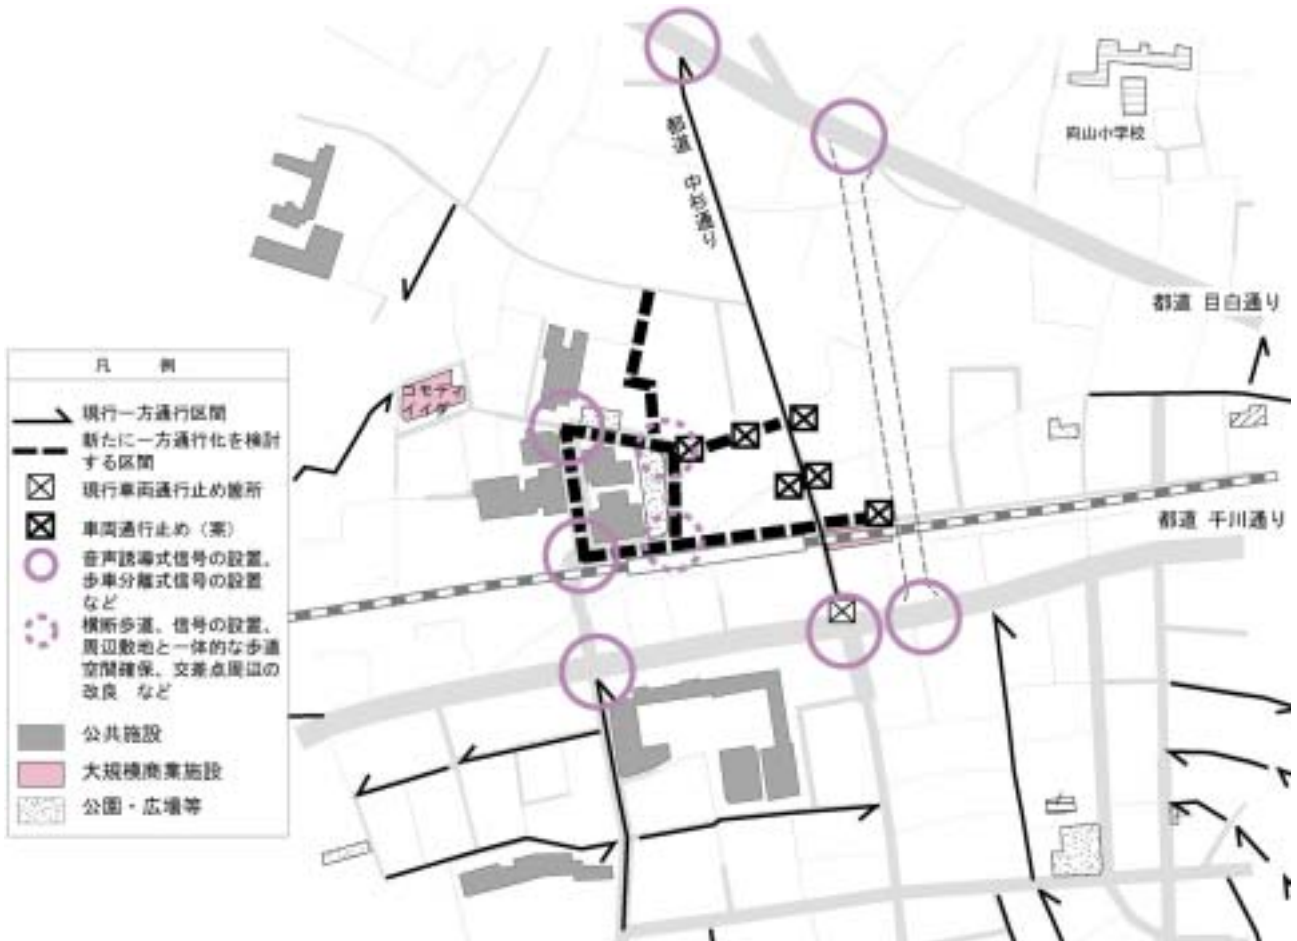 向山小学校
都道 中杉通り
都道 目白通り
コモディ
イイダ
都道 千川通り
凡 例
現行一方通行区間
新たに一方通行化を検討
する区間
現行車両通行止め箇所
車両通行止め（案）
音声誘導式信号の設置、
歩車分離式信号の設置
など
横断歩道、信号の設置、
周辺敷地と一体的な歩道
空間確保、交差点周辺の
改良 など
公共施設
大規模商業施設
公園・広場等